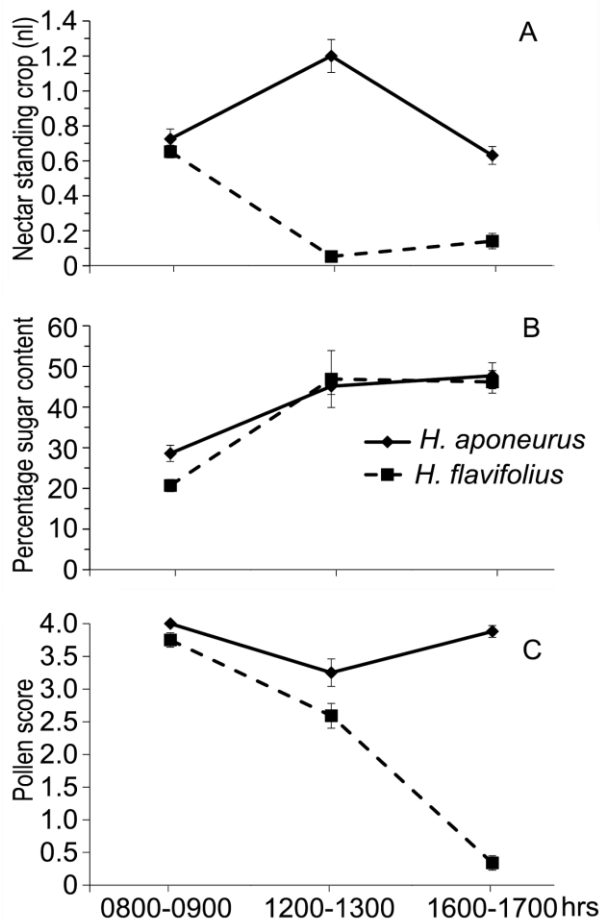 Nectar standing crop (nl)
1.4
1.2
1.0
0.8
0.6
0.4
0.2
0
A
Percentage sugar content
60
50
40
30
20
10
0
B
H. aponeurus
H. flavifolius
Pollen score
4.0
3.5
3.0
2.5
2.0
1.5
1.0
0.5
0
C
0800-0900 1200-1300 1600-1700 hrs